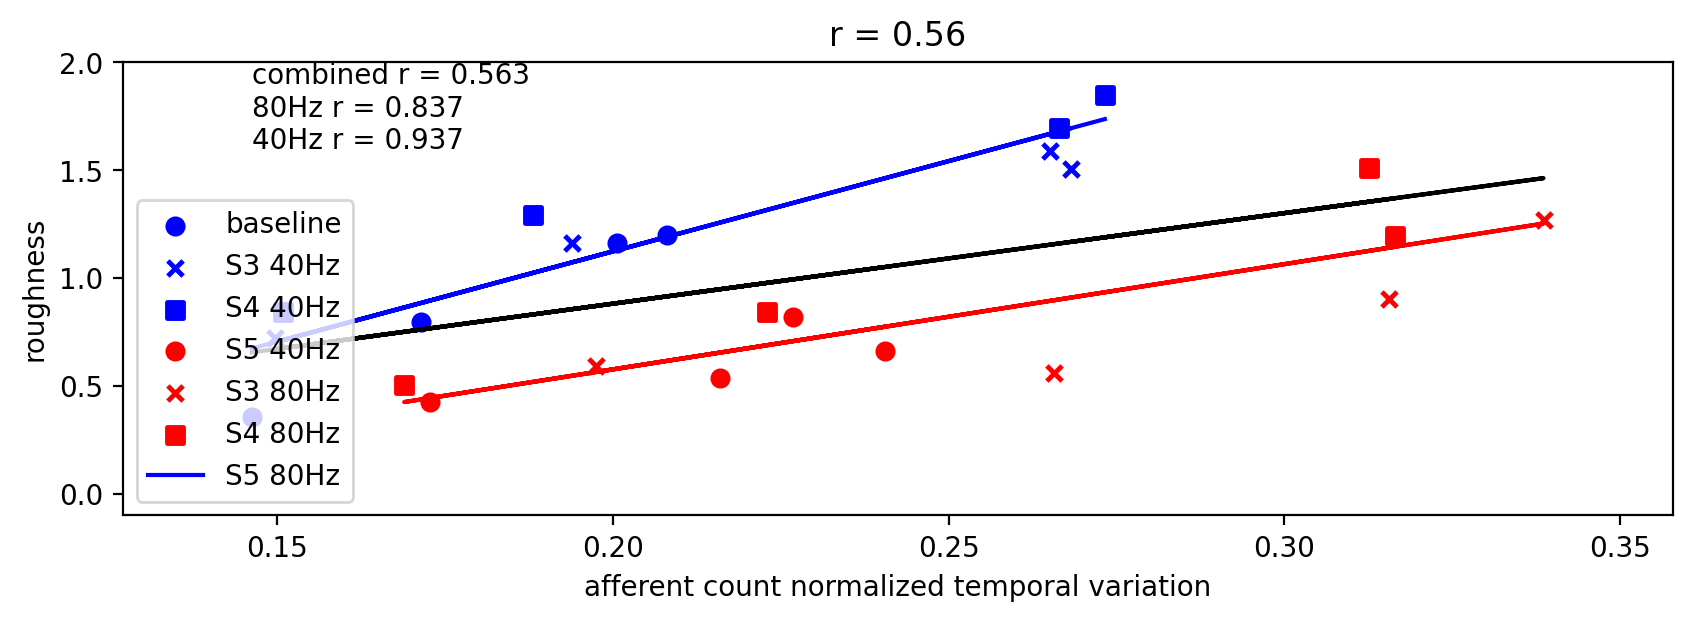 r = 0.56
combined r = 0.563
80Hz r = 0.837
40Hz r = 0.937
baseline
S3 40Hz
S4 40Hz
S5 40Hz
S3 80Hz
S4 80Hz
S5 80Hz
roughness
2.0
1.5
1.0
0.5
0.0
0.15
0.20
0.25
0.30
0.35
afferent count normalized temporal variation